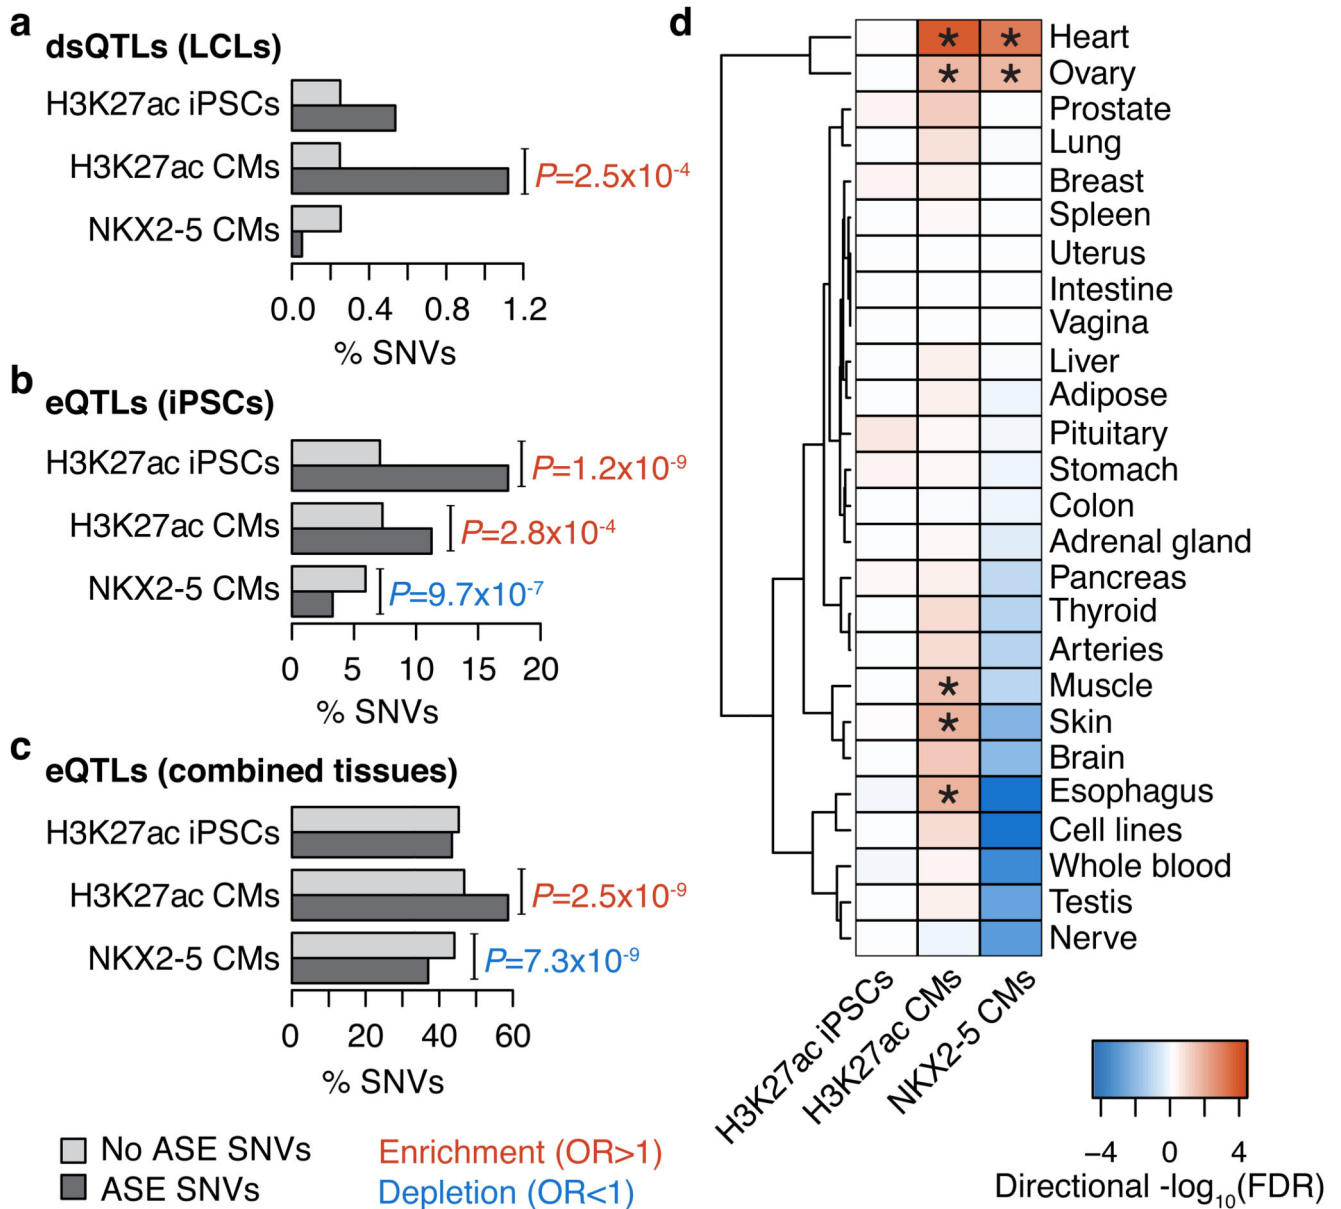 a
dsQTLs (LCLs)
H3K27ac iPSCs
H3K27ac CMs
P=2.5x10-4
NKX2-5 CMs
0.0 0.4 0.8 1.2
% SNVs
b
eQTLs (iPSCs)
H3K27ac iPSCs
P=1.2x10-9
H3K27ac CMs
P=2.8x10-4
NKX2-5 CMs
P=9.7x10-7
0 5 10 15 20
% SNVs
c
eQTLs (combined tissues)
H3K27ac iPSCs
H3K27ac CMs
P=2.5x10-9
NKX2-5 CMs
P=7.3x10-9
0 20 40 60
% SNVs
No ASE SNVs
ASE SNVs
Enrichment (OR>1)
Depletion (OR<1)
d
* * Heart
* * Ovary
Prostate
Lung
Breast
Spleen
Uterus
Intestine
Vagina
Liver
Adipose
Pituitary
Stomach
Colon
Adrenal gland
Pancreas
Thyroid
Arteries
* Muscle
* Skin
Brain
* Esophagus
Cell lines
Whole blood
Testis
Nerve
H3K27ac iPSCs
H3K27ac CMs
NKX2-5 CMs
−4 0 4
Directional -log10(FDR)